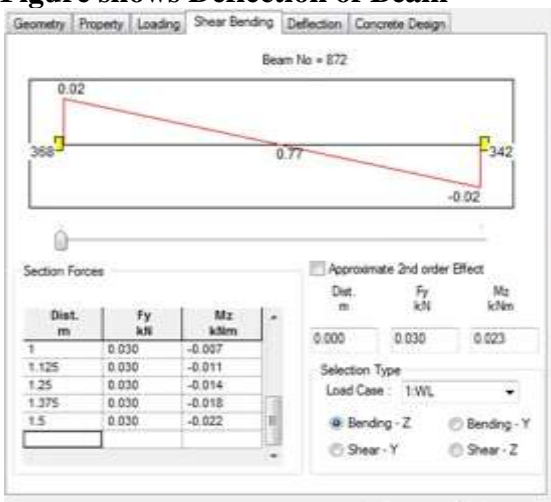 Figure shows Deflection of Beam
Geometry Property Loading Shear Bending Deflection Concrete Design
Beam No = 872
0.02
368 0.77 342
-0.02
Section Forces
Dist. m Fy kN Mz kNm
1 0.030 -0.007
1.125 0.030 -0.011
1.25 0.030 -0.014
1.375 0.030 -0.018
1.5 0.030 -0.022
Approximate 2nd order Effect
Dist. m Fy kN Mz kNm
0.000 0.030 0.023
Selection Type
Load Case : 1:WL
Bending - Z Bending - Y
Shear - Y Shear - Z